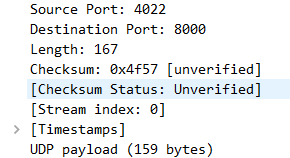 Source Port: 4022
Destination Port: 8000
Length: 167
Checksum: 0x4f57 [unverified]
[Checksum Status: Unverified]
[Stream index: 0]
[Timestamps]
UDP payload (159 bytes)